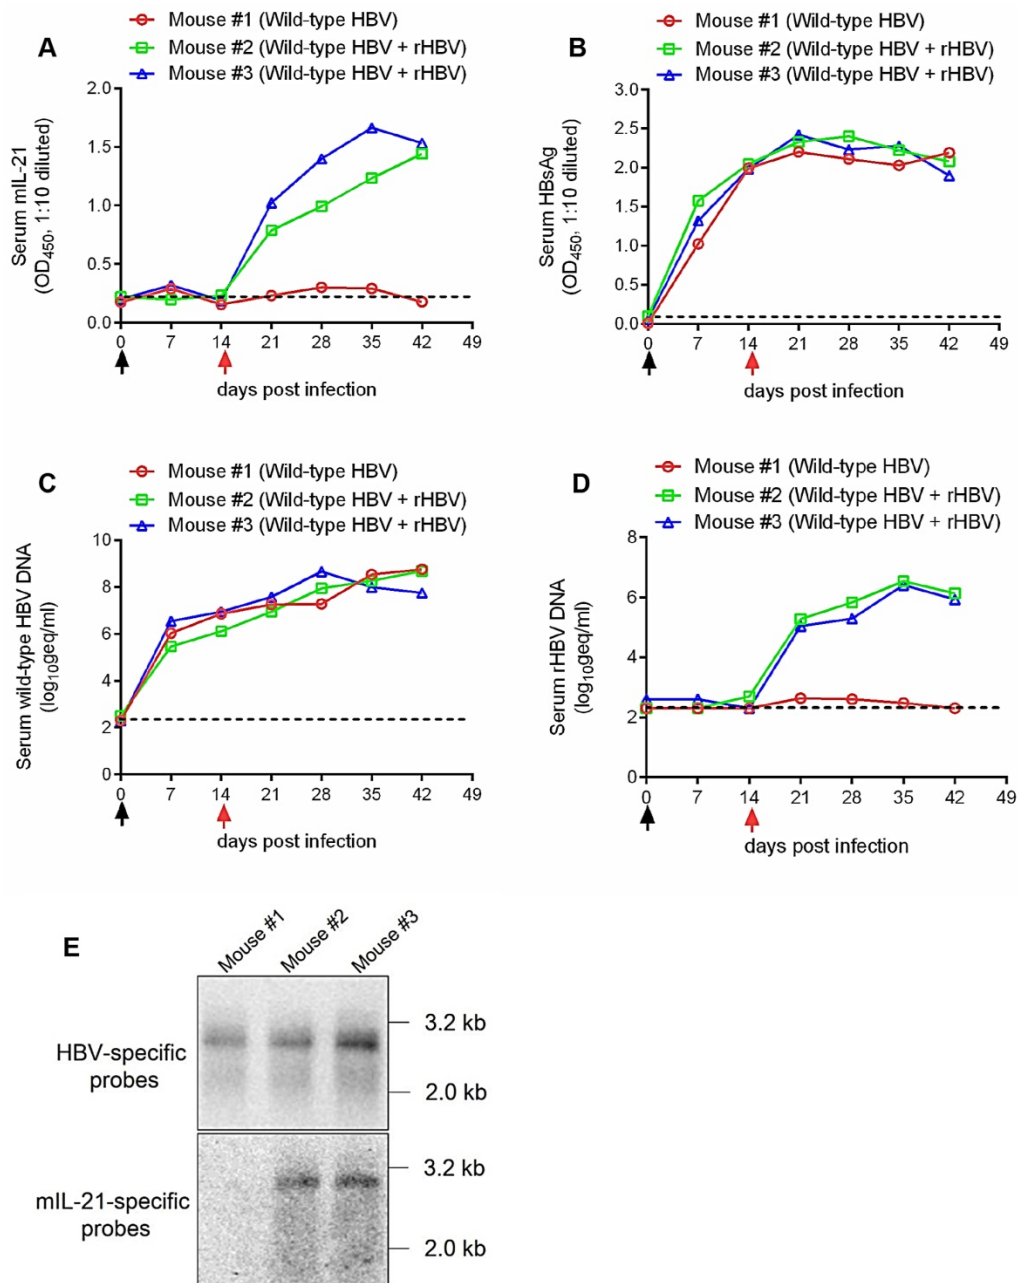 A
Mouse #1 (Wild-type HBV)
Mouse #2 (Wild-type HBV + rHBV)
Mouse #3 (Wild-type HBV + rHBV)
Serum mIL-21
(OD450, 1:10 diluted)
2.0
1.5
1.0
0.5
0.0
0 7 14 21 28 35 42 49
days post infection
B
Mouse #1 (Wild-type HBV)
Mouse #2 (Wild-type HBV + rHBV)
Mouse #3 (Wild-type HBV + rHBV)
Serum HBsAg
(OD450, 1:10 diluted)
3.0
2.5
2.0
1.5
1.0
0.5
0.0
0 7 14 21 28 35 42 49
days post infection
C
Mouse #1 (Wild-type HBV)
Mouse #2 (Wild-type HBV + rHBV)
Mouse #3 (Wild-type HBV + rHBV)
Serum wild-type HBV DNA
(log10geq/ml)
10
8
6
4
2
0
0 7 14 21 28 35 42 49
days post infection
D
Mouse #1 (Wild-type HBV)
Mouse #2 (Wild-type HBV + rHBV)
Mouse #3 (Wild-type HBV + rHBV)
Serum rHBV DNA
(log10geq/ml)
8
6
4
2
0
0 7 14 21 28 35 42 49
days post infection
E
Mouse #1
Mouse #2
Mouse #3
HBV-specific
probes
3.2 kb
2.0 kb
mIL-21-specific
probes
3.2 kb
2.0 kb